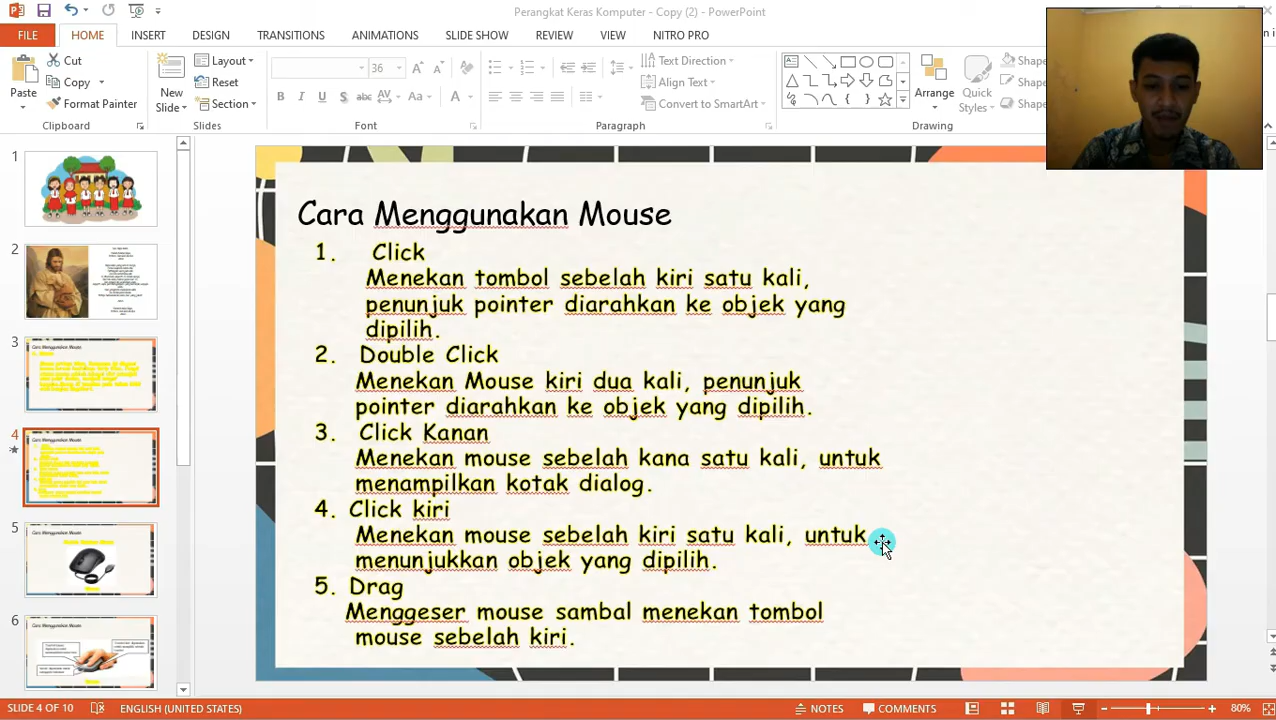 Perangkat Keras Komputer - Copy (2) - PowerPoint
FILE HOME INSERT DESIGN TRANSITIONS ANIMATIONS SLIDE SHOW REVIEW VIEW NITRO PRO
Cut Layout 36 Text Direction Shape
Paste Copy New Slide Reset Align Text Arrange Quick Styles Shape
Format Painter Section Convert to SmartArt Shape
Clipboard Slides Font Paragraph Drawing
1
2
3
4
5
6
Cara Menggunakan Mouse
1. Click
Menekan tombol sebelah kiri satu kali,
penunjuk pointer diarahkan ke objek yang
dipilih.
2. Double Click
Menekan Mouse kiri dua kali, penunjuk
pointer diarahkan ke objek yang dipilih.
3. Click Kanan
Menekan mouse sebelah kana satu kali, untuk
menampilkan kotak dialog.
4. Click kiri
Menekan mouse sebelah kiri satu kali, untuk
menunjukkan objek yang dipilih.
5. Drag
Menggeser mouse sambal menekan tombol
mouse sebelah kiri.
SLIDE 4 OF 10 ENGLISH (UNITED STATES) NOTES COMMENTS 80%